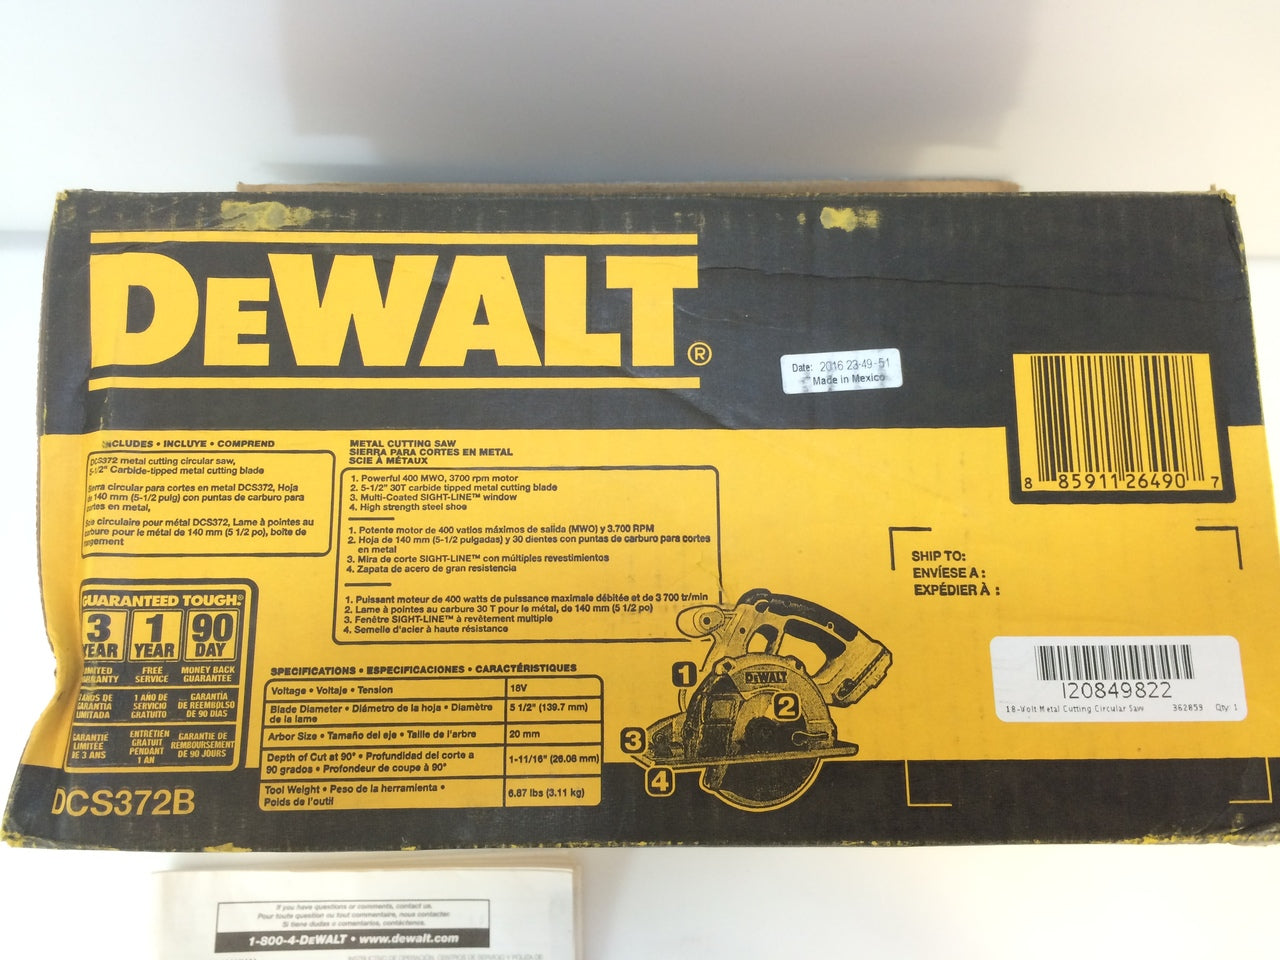 DEWALT®
Date: 2016 23-49-51
Made in Mexico
8 85911 26490 7
INCLUDES • INCLUYE • COMPREND
DCS372 metal cutting circular saw,
5-1/2" Carbide-tipped metal cutting blade
Sierra circular para cortes en metal DCS372, Hoja
de 140 mm (5-1/2 pulg) con puntas de carburo para
cortes en metal,
Scie circulaire pour métal DCS372, Lame à pointes au
carbure pour le métal de 140 mm (5 1/2 po), boîte de
rangement
METAL CUTTING SAW
SIERRA PARA CORTES EN METAL
SCIE À MÉTAUX
1. Powerful 400 MWO, 3700 rpm motor
2. 5-1/2" 30T carbide tipped metal cutting blade
3. Multi-Coated SIGHT-LINE™ window
4. High strength steel shoe
1. Potente motor de 400 vatios máximos de salida (MWO) y 3.700 RPM
2. Hoja de 140 mm (5-1/2 pulgadas) y 30 dientes con puntas de carburo para cortes
en metal
3. Mira de corte SIGHT-LINE™ con múltiples revestimientos
4. Zapata de acero de gran resistencia
1. Puissant moteur de 400 watts de puissance maximale débitée et de 3 700 tr/min
2. Lame à pointes au carbure 30 T pour le métal, de 140 mm (5 1/2 po)
3. Fenêtre SIGHT-LINE™ à revêtement multiple
4. Semelle d'acier à haute résistance
SHIP TO:
ENVÍESE A :
EXPÉDIER À :
GUARANTEED TOUGH.®
3 YEAR 1 YEAR 90 DAY
LIMITED WARRANTY FREE SERVICE MONEY BACK GUARANTEE
AÑOS DE GARANTÍA LIMITADA 1 AÑO DE SERVICIO GRATUITO GARANTÍA DE REEMBOLSO DE 90 DÍAS
GARANTIE LIMITÉE DE 3 ANS ENTRETIEN GRATUIT PENDANT 1 AN GARANTIE DE REMBOURSEMENT DE 90 JOURS
SPECIFICATIONS • ESPECIFICACIONES • CARACTÉRISTIQUES
Voltage • Voltaje • Tension 18V
Blade Diameter • Diámetro de la hoja • Diamètre
de la lame 5 1/2" (139.7 mm)
Arbor Size • Tamaño del eje • Taille de l'arbre 20 mm
Depth of Cut at 90° • Profundidad del corte a
90 grados • Profondeur de coupe à 90° 1-11/16" (26.06 mm)
Tool Weight • Peso de la herramienta •
Poids de l'outil 6.87 lbs (3.11 kg)
1
DEWALT
2
3
4
120849822
18-Volt Metal Cutting Circular Saw 362859 Qty: 1
DCS372B
If you have questions or comments, contact us.
Pour toute question ou tout commentaire, nous contacter.
Si tiene dudas o comentarios, contáctenos.
1-800-4-DEWALT • www.dewalt.com